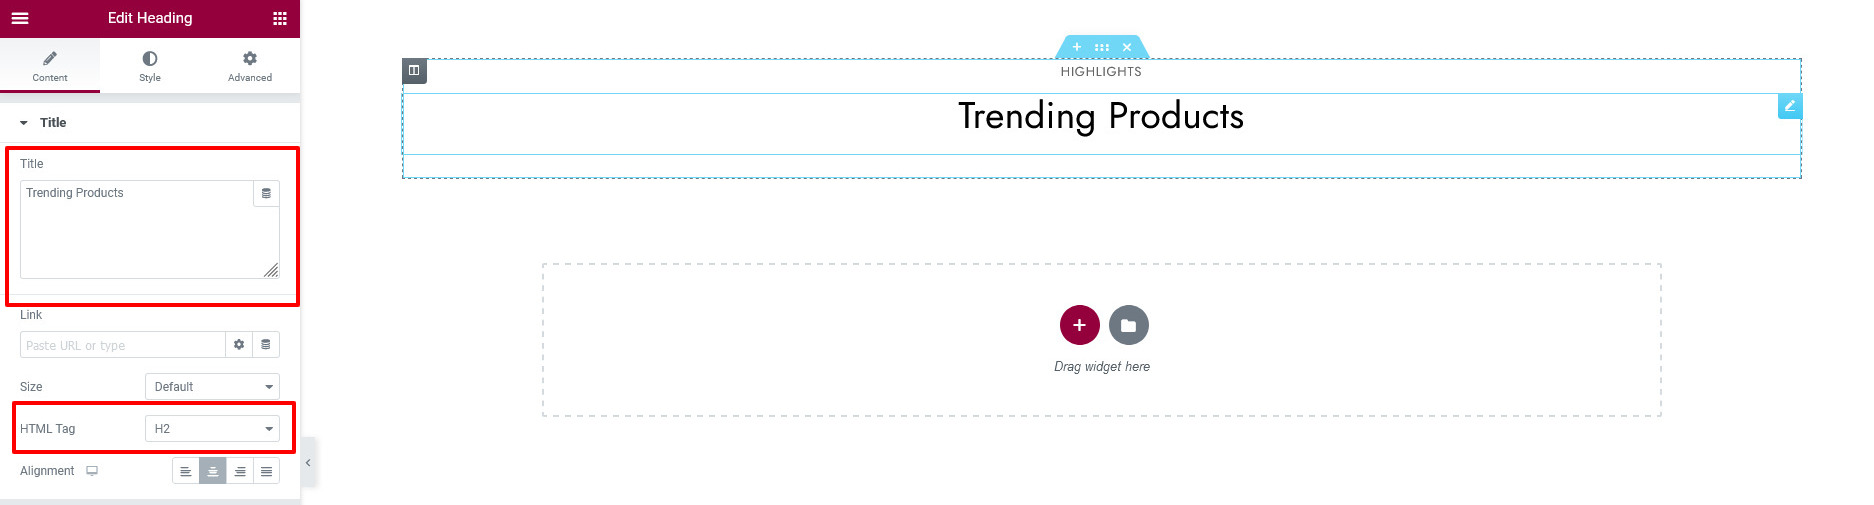 Edit Heading
Content
Style
Advanced
Title
Title
Trending Products
Link
Paste URL or type
Size
Default
HTML Tag
H2
Alignment
HIGHLIGHTS
Trending Products
Drag widget here